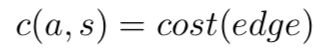 c(a, s) = cost(edge)